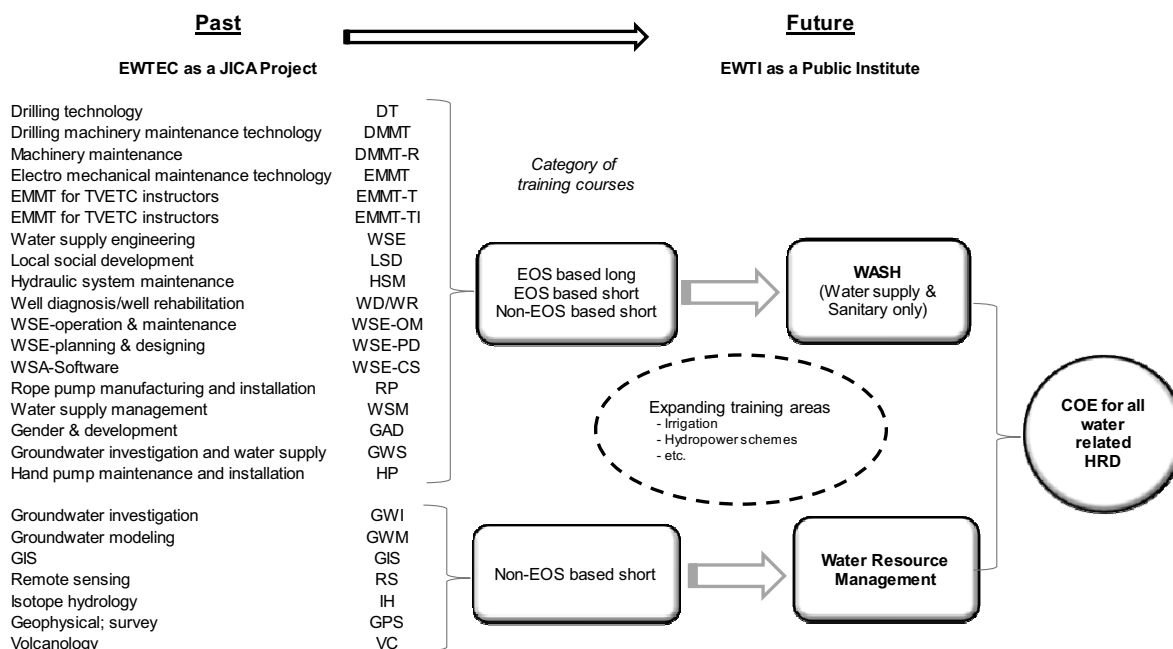 Past
Future
EWTEC as a JICA Project
EWTI as a Public Institute
Drilling technology DT
Drilling machinery maintenance technology DMMT
Machinery maintenance DMMT-R
Electro mechanical maintenance technology EMMT
EMMT for TVETC instructors EMMT-T
EMMT for TVETC instructors EMMT-TI
Water supply engineering WSE
Local social development LSD
Hydraulic system maintenance HSM
Well diagnosis/well rehabilitation WD/WR
WSE-operation & maintenance WSE-OM
WSE-planning & designing WSE-PD
WSA-Software WSE-CS
Rope pump manufacturing and installation RP
Water supply management WSM
Gender & development GAD
Groundwater investigation and water supply GWS
Hand pump maintenance and installation HP
Groundwater investigation GWI
Groundwater modeling GWM
GIS GIS
Remote sensing RS
Isotope hydrology IH
Geophysical; survey GPS
Volcanology VC
Category of
training courses
EOS based long
EOS based short
Non-EOS based short
WASH
(Water supply &
Sanitary only)
Expanding training areas
- Irrigation
- Hydropower schemes
- etc.
Non-EOS based short
Water Resource
Management
COE for all
water
related
HRD